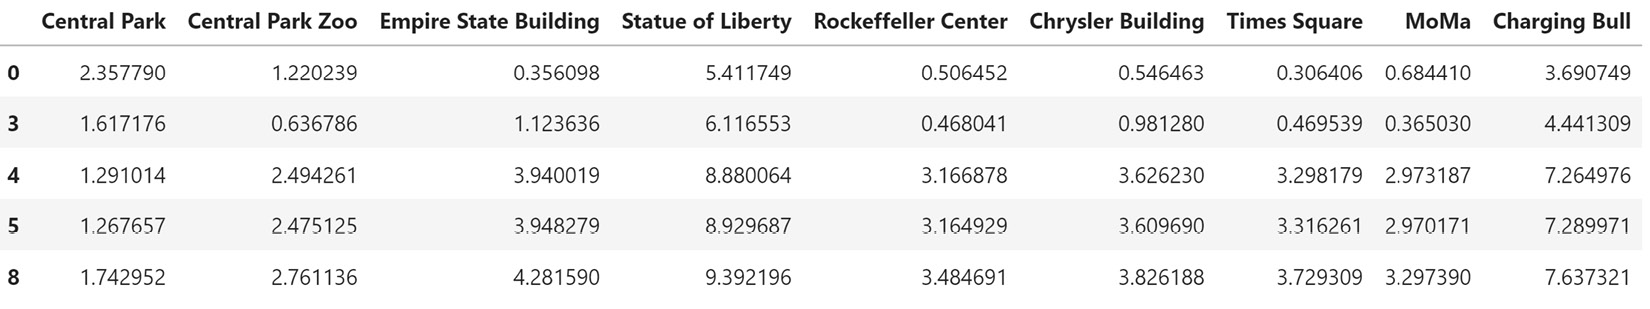 Central Park Central Park Zoo Empire State Building Statue of Liberty Rockeffeller Center Chrysler Building Times Square MoMa Charging Bull
0 2.357790 1.220239 0.356098 5.411749 0.506452 0.546463 0.306406 0.684410 3.690749
3 1.617176 0.636786 1.123636 6.116553 0.468041 0.981280 0.469539 0.365030 4.441309
4 1.291014 2.494261 3.940019 8.880064 3.166878 3.626230 3.298179 2.973187 7.264976
5 1.267657 2.475125 3.948279 8.929687 3.164929 3.609690 3.316261 2.970171 7.289971
8 1.742952 2.761136 4.281590 9.392196 3.484691 3.826188 3.729309 3.297390 7.637321